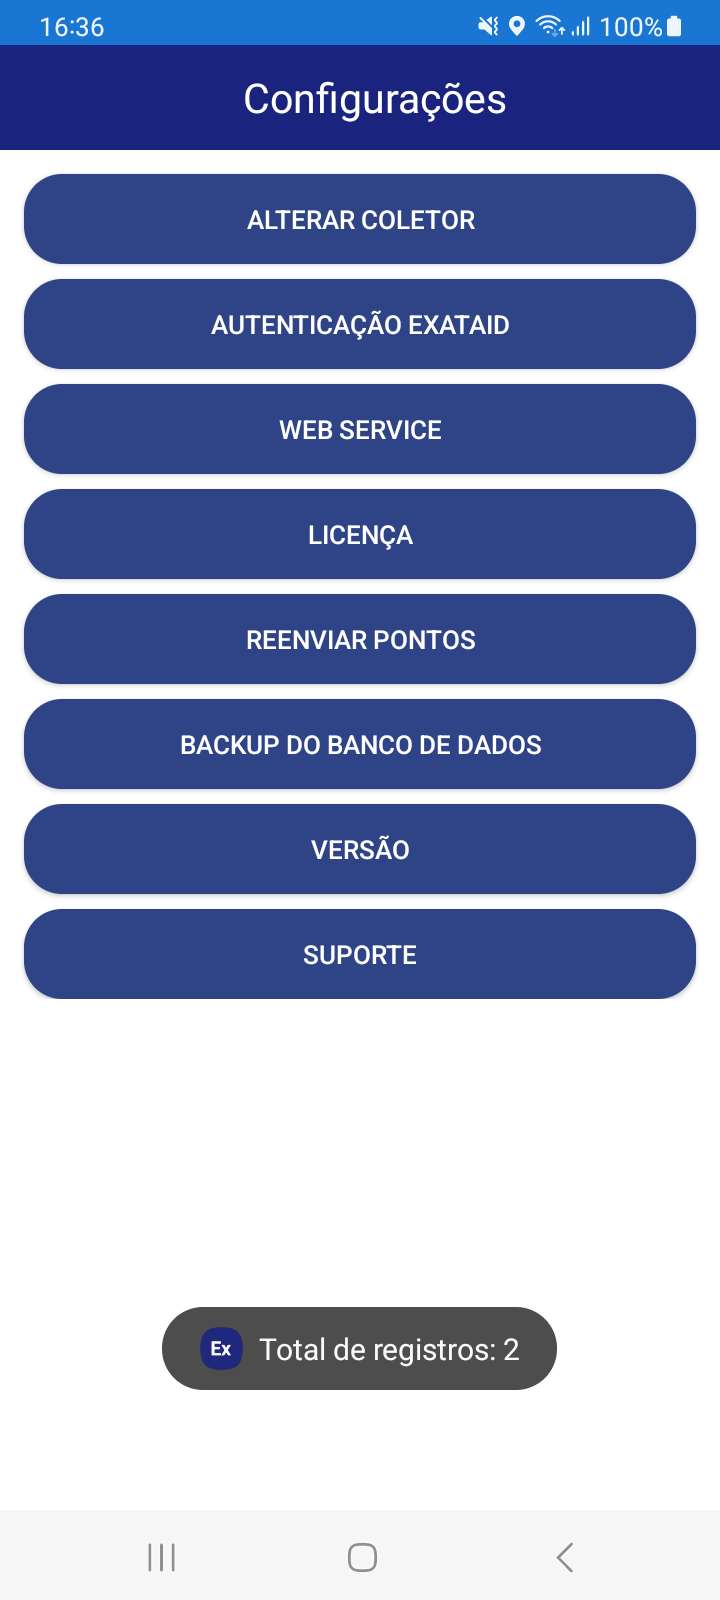 16:36 100%
Configurações
ALTERAR COLETOR
AUTENTICAÇÃO EXATAID
WEB SERVICE
LICENÇA
REENVIAR PONTOS
BACKUP DO BANCO DE DADOS
VERSÃO
SUPORTE
Ex Total de registros: 2